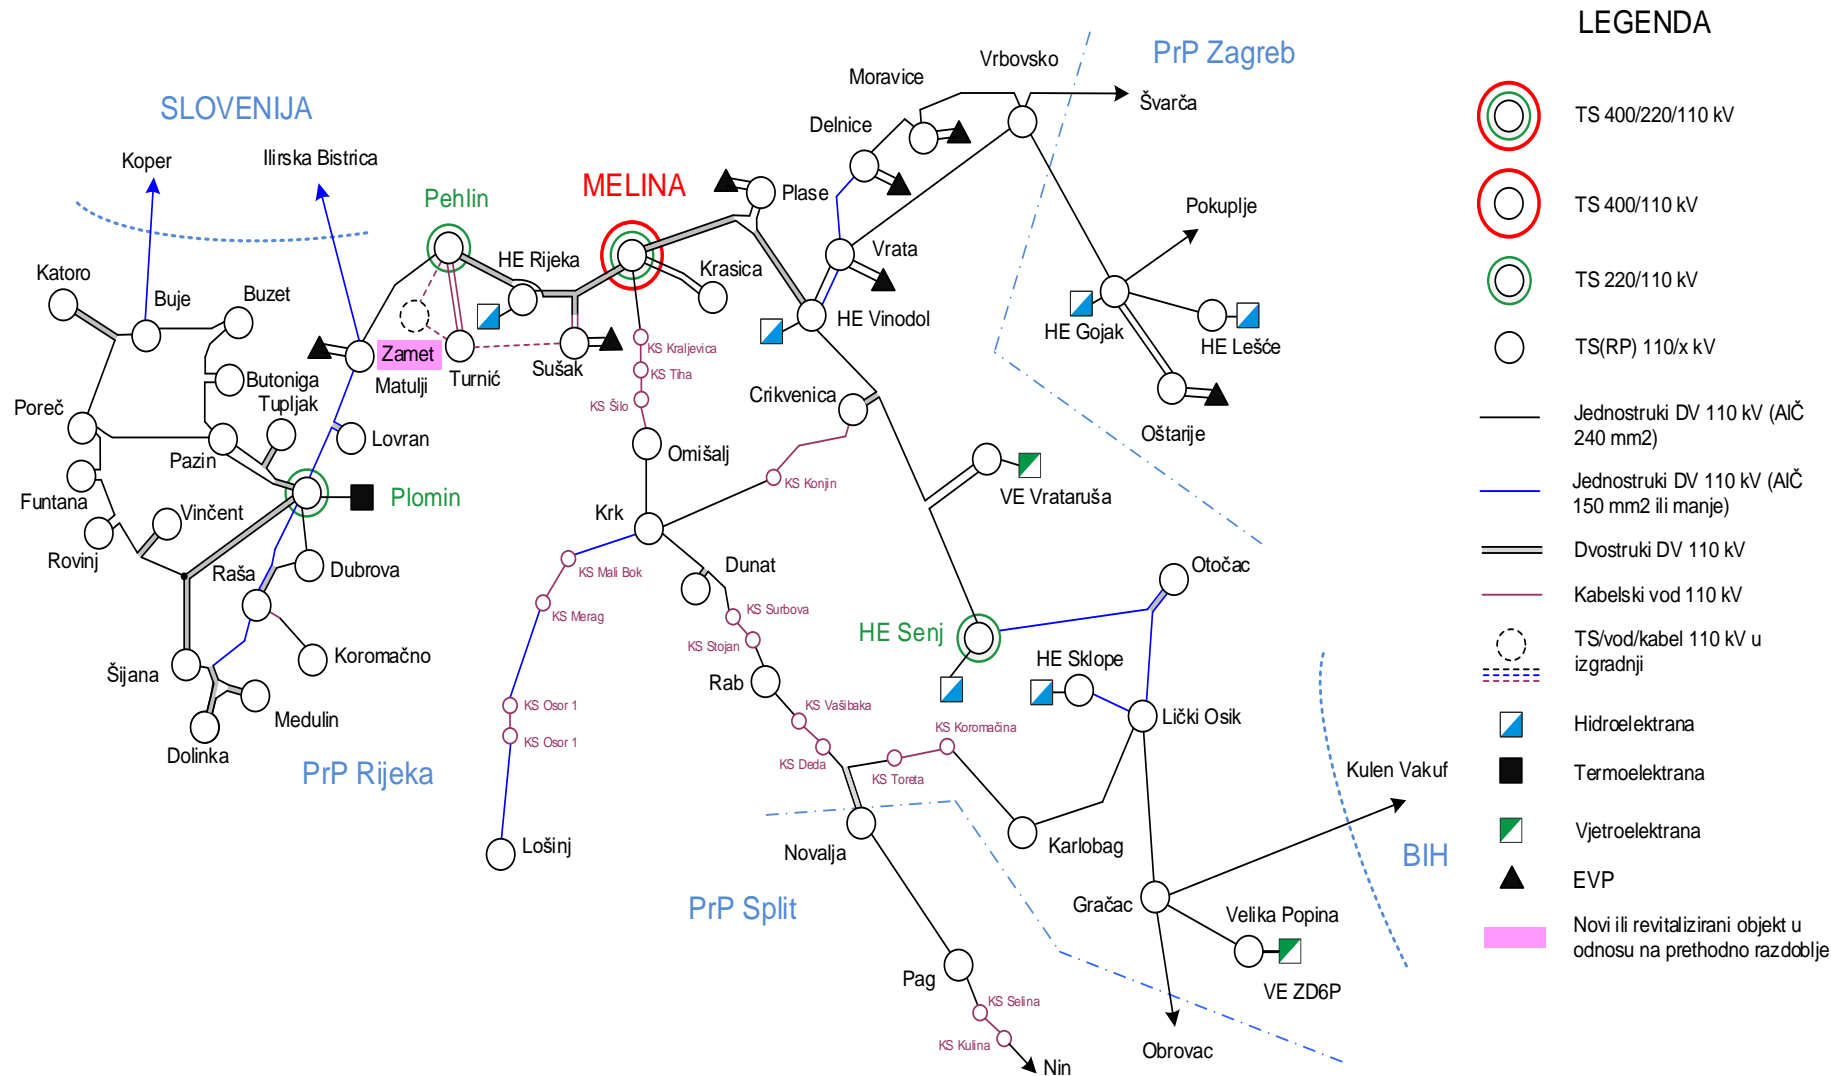 LEGENDA
PrP Zagreb
Vrbovsko
Moravice
Švarča
SLOVENIJA
Delnice
Koper
Ilirska Bistrica
Pehlin
MELINA
Plase
Pokuplje
HE Rijeka
Vrata
Krasica
Katoro
Buje
Buzet
HE Vinodol
HE Gojak
HE Lešće
KS Kraljevica
Zamet
Matulji
Turnić
Sušak
KS Tiha
Butoniga
Tupljak
KS Šilo
Crikvenica
Poreč
Oštarije
Lovran
Pazin
Omišalj
KS Konjin
VE Vrataruša
Funtana
Plomin
Vinčent
Krk
Rovinj
Raša
Dubrova
KS Mali Bok
Dunat
Otočac
KS Merag
KS Surbova
KS Stojan
HE Senj
Koromačno
Šijana
HE Sklope
Rab
Medulin
KS Osor 1
KS Vašibaka
KS Koromačina
Lički Osik
Dolinka
KS Osor 1
PrP Rijeka
KS Deda
KS Toreta
Kulen Vakuf
Lošinj
Novalja
Karlobag
BIH
PrP Split
Gračac
Velika Popina
Pag
VE ZD6P
KS Selina
KS Kulina
Nin
Obrovac
TS 400/220/110 kV
TS 400/110 kV
TS 220/110 kV
TS(RP) 110/x kV
Jednostruki DV 110 kV (AlČ
240 mm2)
Jednostruki DV 110 kV (AlČ
150 mm2 ili manje)
Dvostruki DV 110 kV
Kabelski vod 110 kV
TS/vod/kabel 110 kV u
izgradnji
Hidroelektrana
Termoelektrana
Vjetroelektrana
EVP
Novi ili revitalizirani objekt u
odnosu na prethodno razdoblje